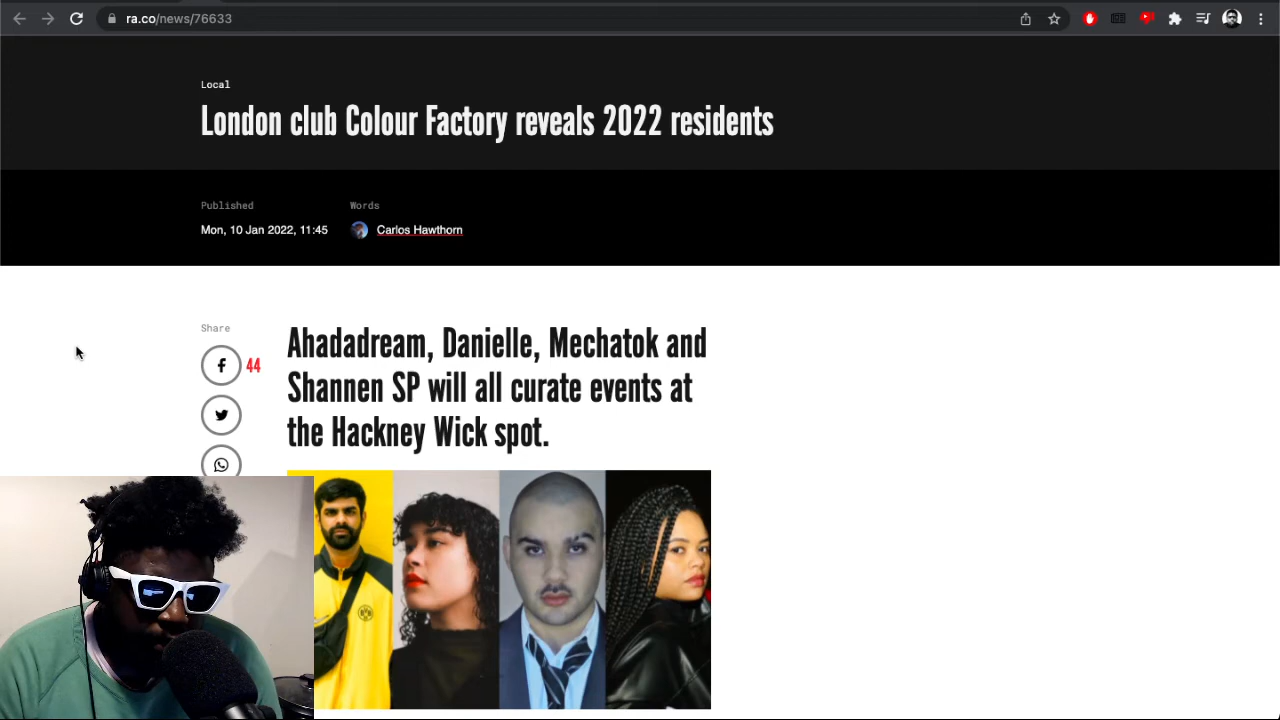 ra.co/news/76633
Local
London club Colour Factory reveals 2022 residents
Published
Words
Mon, 10 Jan 2022, 11:45
Carlos Hawthorn
Share
44
Ahadadream, Danielle, Mechatok and
Shannen SP will all curate events at
the Hackney Wick spot.